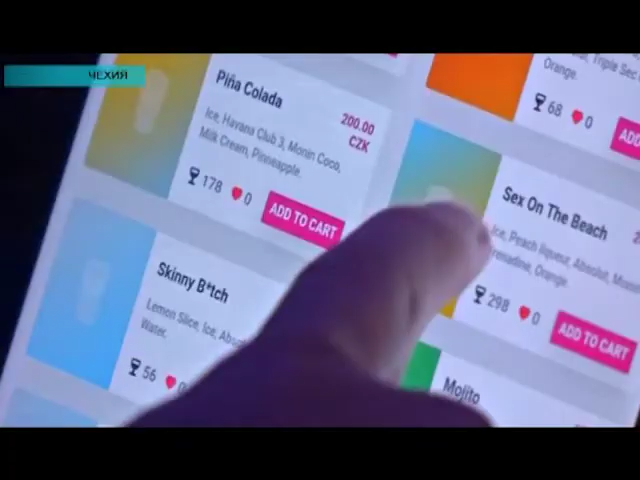 ЧЕХИЯ
Piña Colada
200.00
CZK
Ice, Havana Club 3, Monin Coco,
Milk Cream, Pineapple.
178
0
ADD TO CART
Triple Sec
Orange.
68
0
Sex On The Beach
Ice, Peach liqueur, Absolut,
Orange.
298
0
ADD TO CART
Skinny B*tch
Lemon Slice, Ice,
Water.
56
Mojito